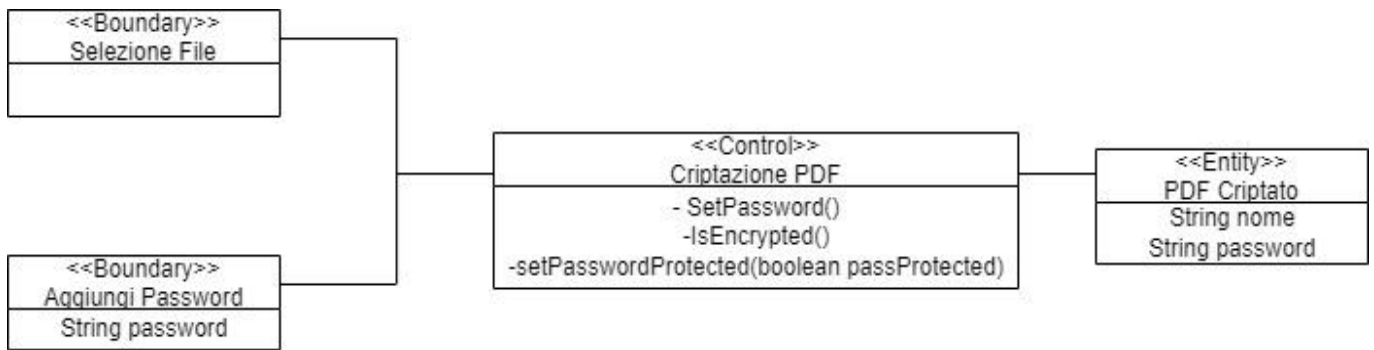 <<Boundary>>
Selezione File
<<Boundary>>
Aggiungi Password
String password
<<Control>>
Criptazione PDF
- SetPassword()
-IsEncrypted()
-setPasswordProtected(boolean passProtected)
<<Entity>>
PDF Criptato
String nome
String password